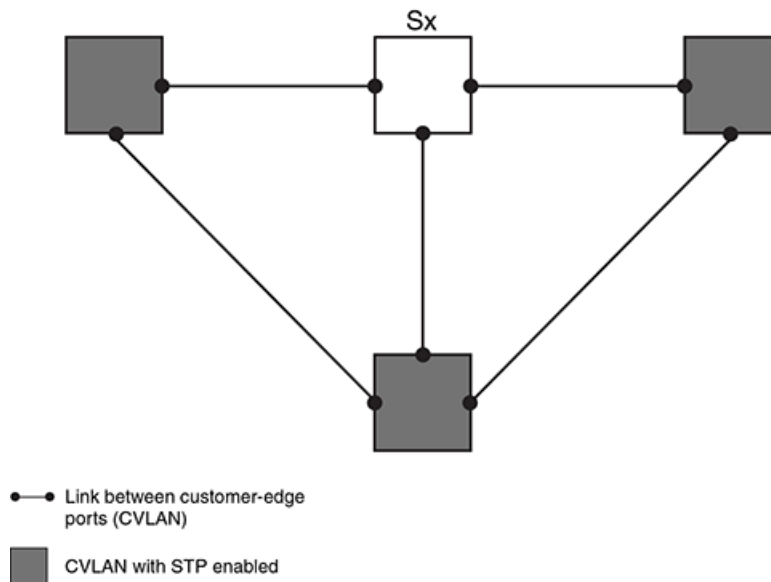 Sx
Link between customer-edge
ports (CVLAN)
CVLAN with STP enabled